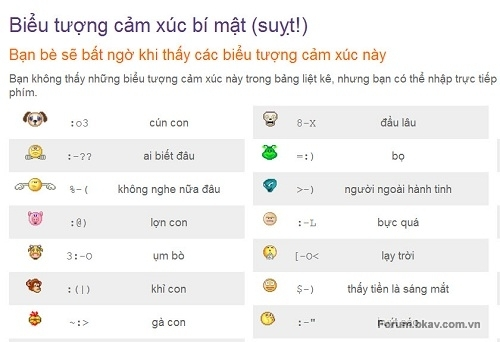 Biểu tượng cảm xúc bí mật (suỵt!)
Bạn bè sẽ bất ngờ khi thấy các biểu tượng cảm xúc này
Bạn không thấy những biểu tượng cảm xúc này trong bảng liệt kê, nhưng bạn có thể nhập trực tiếp
phím.
:o3 cún con 8-X đầu lâu
:-?? ai biết đâu =:) bọ
%-( không nghe nữa đâu >-) người ngoài hành tinh
:@) lợn con :-L bực quá
3:-O ụm bò [-O< lạy trời
:(|) khỉ con $-) thấy tiền là sáng mắt
~:> gà con :-"
Forum.bkav.com.vn